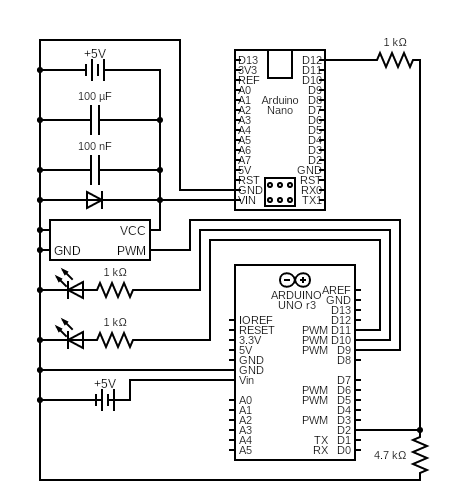 +5V
100 µF
100 nF
VCC
GND
PWM
1 kΩ
1 kΩ
+5V
1 kΩ
D13
3V3
REF
A0
A1
A2
A3
A4
A5
A6
A7
5V
RST
GND
VIN
Arduino
Nano
D12
D11
D10
D9
D8
D7
D6
D5
D4
D3
D2
GND
RST
RX0
TX1
ARDUINO
UNO r3
IOREF
RESET
3.3V
5V
GND
GND
Vin
A0
A1
A2
A3
A4
A5
AREF
GND
D13
D12
PWM D11
PWM D10
PWM D9
D8
D7
PWM D6
PWM D5
D4
PWM D3
D2
TX D1
RX D0
4.7 kΩ